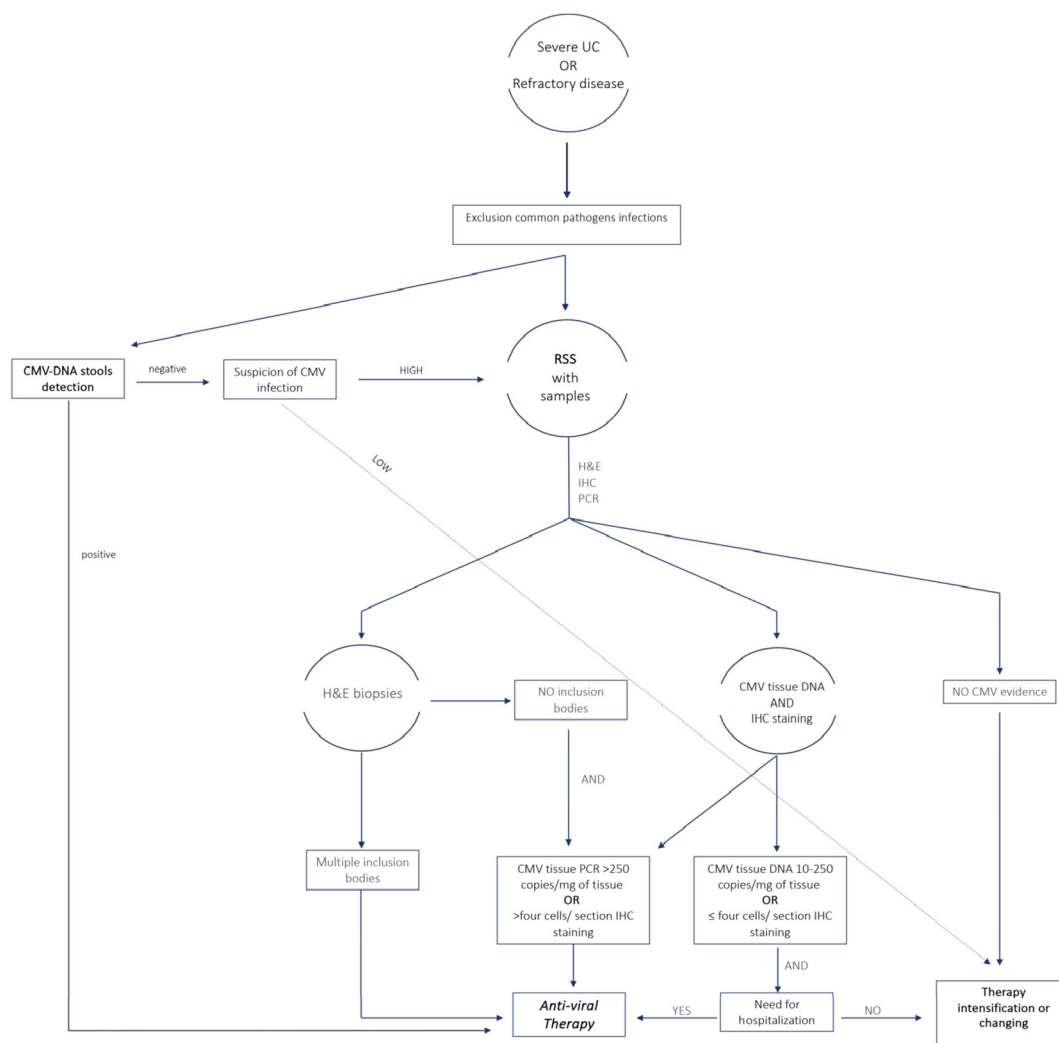 Severe UC
OR
Refractory disease
Exclusion common pathogens infections
CMV-DNA stools
detection
negative
Suspicion of CMV
infection
HIGH
RSS
with
samples
LOW
H&E
IHC
PCR
positive
H&E biopsies
NO inclusion
bodies
CMV tissue DNA
AND
IHC staining
NO CMV evidence
AND
Multiple inclusion
bodies
CMV tissue PCR >250
copies/mg of tissue
OR
>four cells/ section IHC
staining
CMV tissue DNA 10-250
copies/mg of tissue
OR
≤ four cells/ section IHC
staining
AND
Anti-viral
Therapy
YES
Need for
hospitalization
NO
Therapy
intensification or
changing